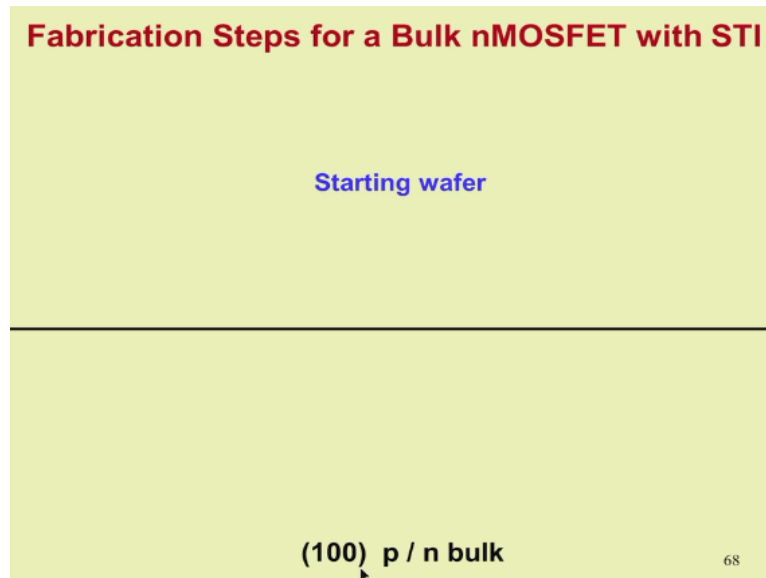 Fabrication Steps for a Bulk nMOSFET with STI
Starting wafer
(100) p / n bulk
68